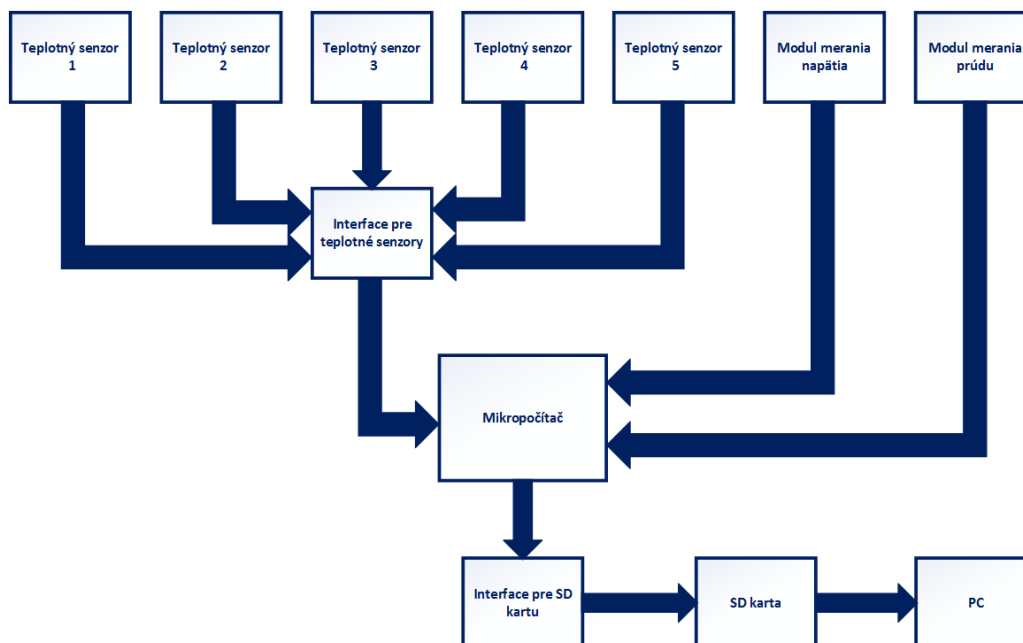 Teplotný senzor
1
Teplotný senzor
2
Teplotný senzor
3
Teplotný senzor
4
Teplotný senzor
5
Modul merania
napätia
Modul merania
prúdu
Interface pre
teplotné senzory
Mikropočítač
Interface pre SD
kartu
SD karta
PC